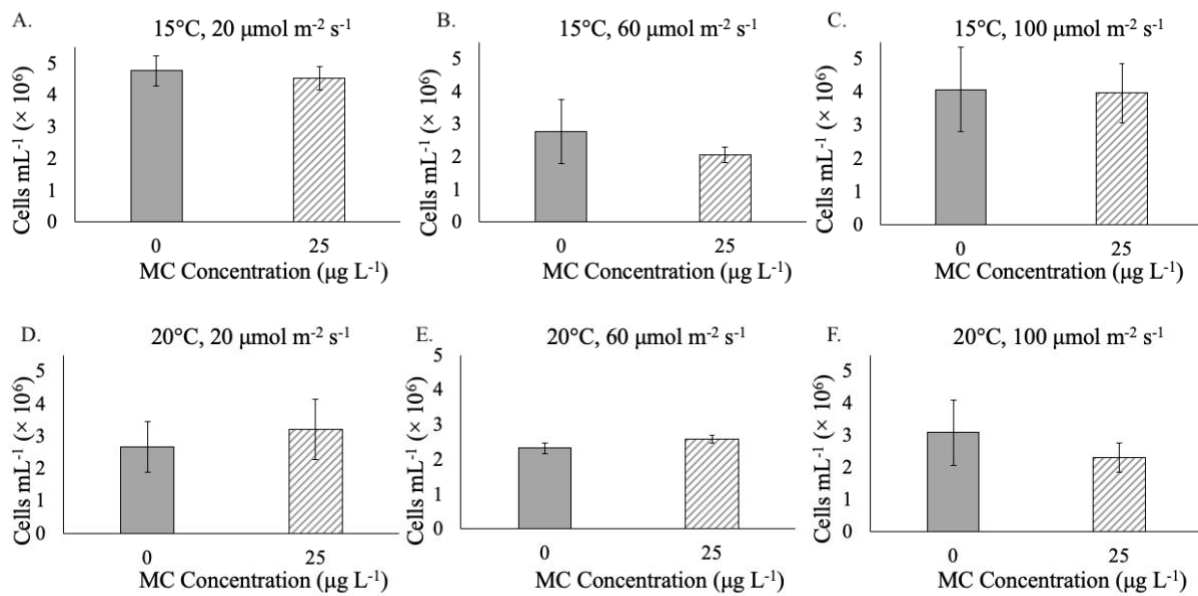 A.
15°C, 20 μmol m⁻² s⁻¹
Cells mL⁻¹ (× 10⁶)
5
4
3
2
1
0
0 25
MC Concentration (μg L⁻¹)
B.
15°C, 60 μmol m⁻² s⁻¹
Cells mL⁻¹ (× 10⁶)
5
4
3
2
1
0
0 25
MC Concentration (μg L⁻¹)
C.
15°C, 100 μmol m⁻² s⁻¹
Cells mL⁻¹ (× 10⁶)
5
4
3
2
1
0
0 25
MC Concentration (μg L⁻¹)
D.
20°C, 20 μmol m⁻² s⁻¹
Cells mL⁻¹ (× 10⁶)
5
4
3
2
1
0
0 25
MC Concentration (μg L⁻¹)
E.
20°C, 60 μmol m⁻² s⁻¹
Cells mL⁻¹ (× 10⁶)
5
4
3
2
1
0
0 25
MC Concentration (μg L⁻¹)
F.
20°C, 100 μmol m⁻² s⁻¹
Cells mL⁻¹ (× 10⁶)
5
4
3
2
1
0
0 25
MC Concentration (μg L⁻¹)